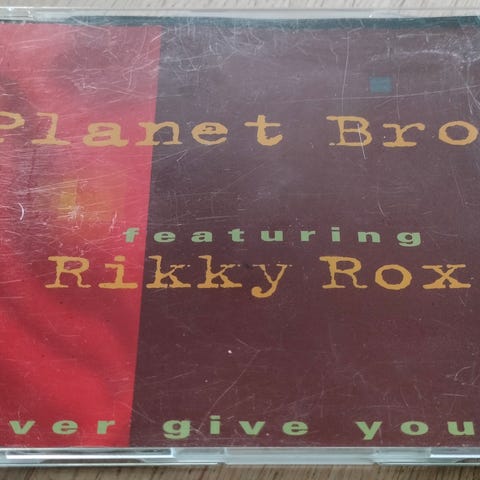 Planet Bro
featuring
Rikky Rox
ver give you